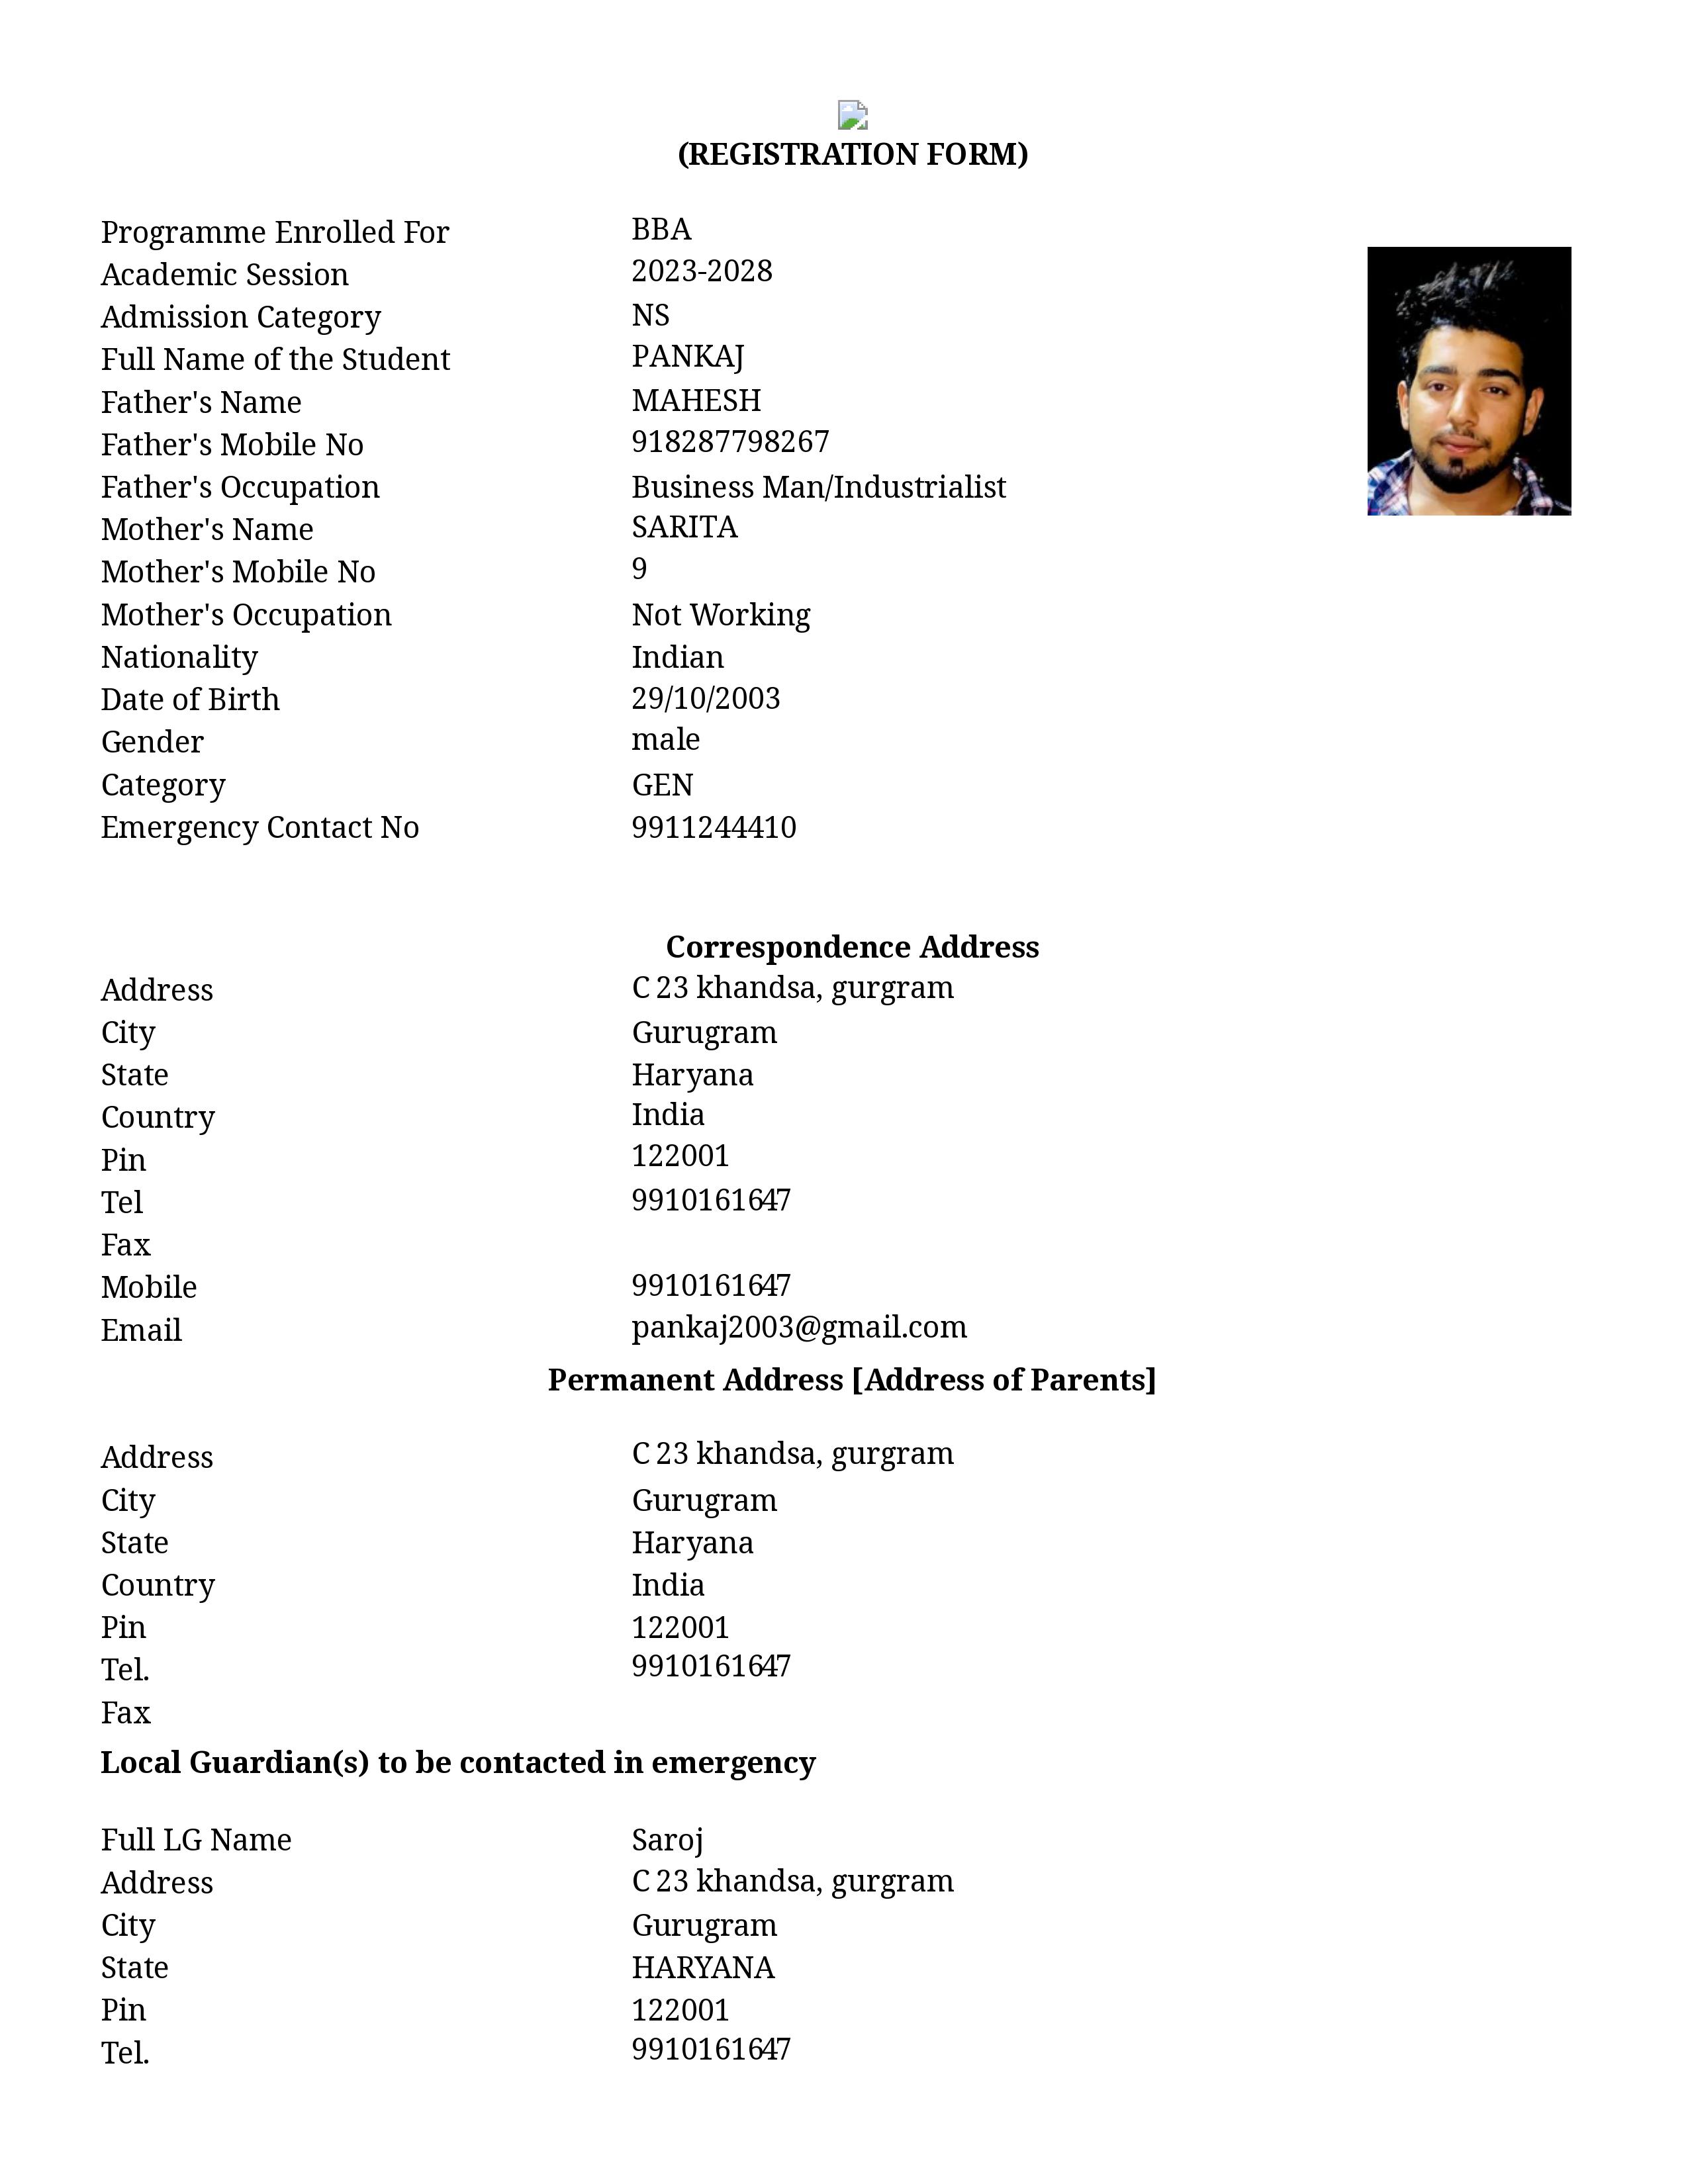 (REGISTRATION FORM)
Programme Enrolled For BBA
Academic Session 2023-2028
Admission Category NS
Full Name of the Student PANKAJ
Father's Name MAHESH
Father's Mobile No 918287798267
Father's Occupation Business Man/Industrialist
Mother's Name SARITA
Mother's Mobile No 9
Mother's Occupation Not Working
Nationality Indian
Date of Birth 29/10/2003
Gender male
Category GEN
Emergency Contact No 9911244410
Correspondence Address
Address C 23 khandsa, gurgram
City Gurugram
State Haryana
Country India
Pin 122001
Tel 9910161647
Fax
Mobile 9910161647
Email pankaj2003@gmail.com
Permanent Address [Address of Parents]
Address C 23 khandsa, gurgram
City Gurugram
State Haryana
Country India
Pin 122001
Tel. 9910161647
Fax
Local Guardian(s) to be contacted in emergency
Full LG Name Saroj
Address C 23 khandsa, gurgram
City Gurugram
State HARYANA
Pin 122001
Tel. 9910161647